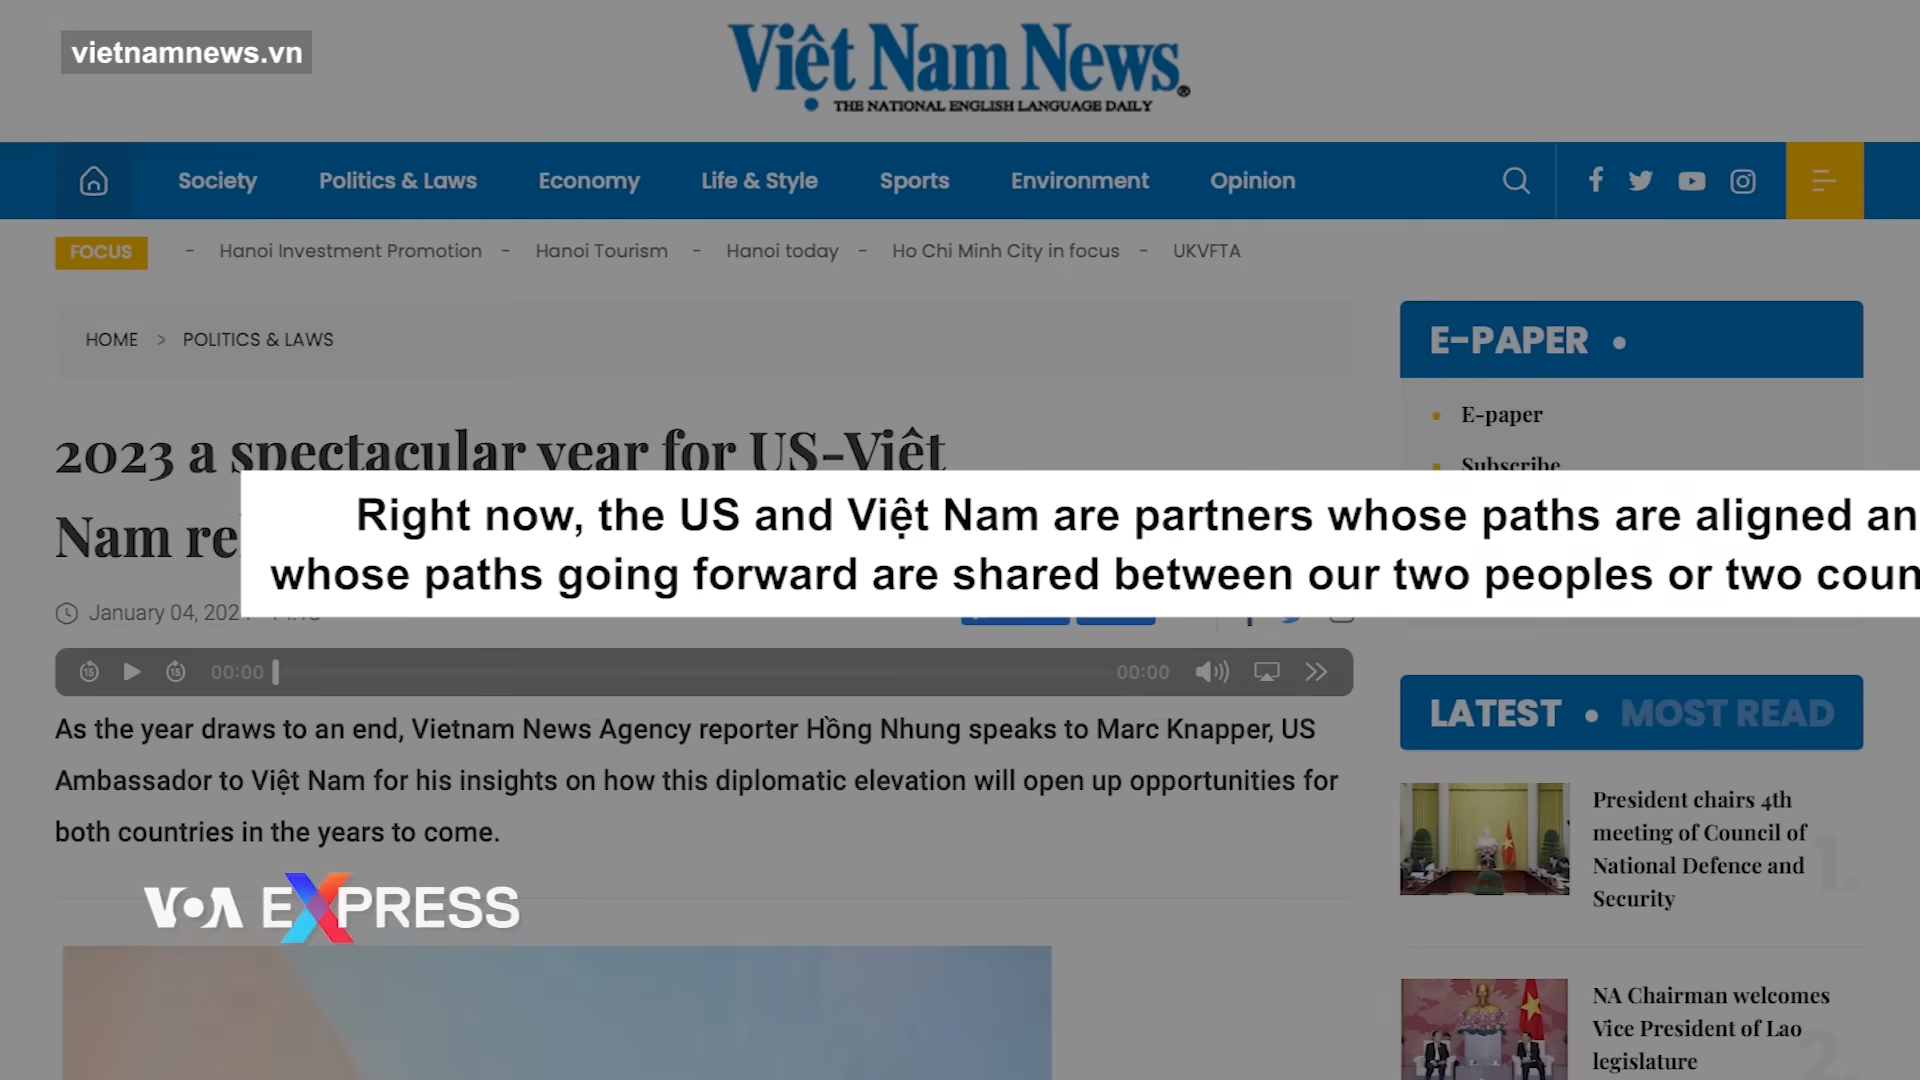 vietnamnews.vn
Việt Nam News
THE NATIONAL ENGLISH LANGUAGE DAILY
Society Politics & Laws Economy Life & Style Sports Environment Opinion
FOCUS - Hanoi Investment Promotion - Hanoi Tourism - Hanoi today - Ho Chi Minh City in focus - UKVFTA
HOME > POLITICS & LAWS
2023 a spectacular year for US-Việt
Nam
Right now, the US and Việt Nam are partners whose paths are aligned
whose paths going forward are shared between our two peoples or two
January 04,
00:00 00:00
As the year draws to an end, Vietnam News Agency reporter Hồng Nhung speaks to Marc Knapper, US
Ambassador to Việt Nam for his insights on how this diplomatic elevation will open up opportunities for
both countries in the years to come.
VOA EXPRESS
E-PAPER
E-paper
Subscribe
LATEST MOST READ
President chairs 4th
meeting of Council of
National Defence and
Security
1.
NA Chairman welcomes
Vice President of Lao
legislature
2.